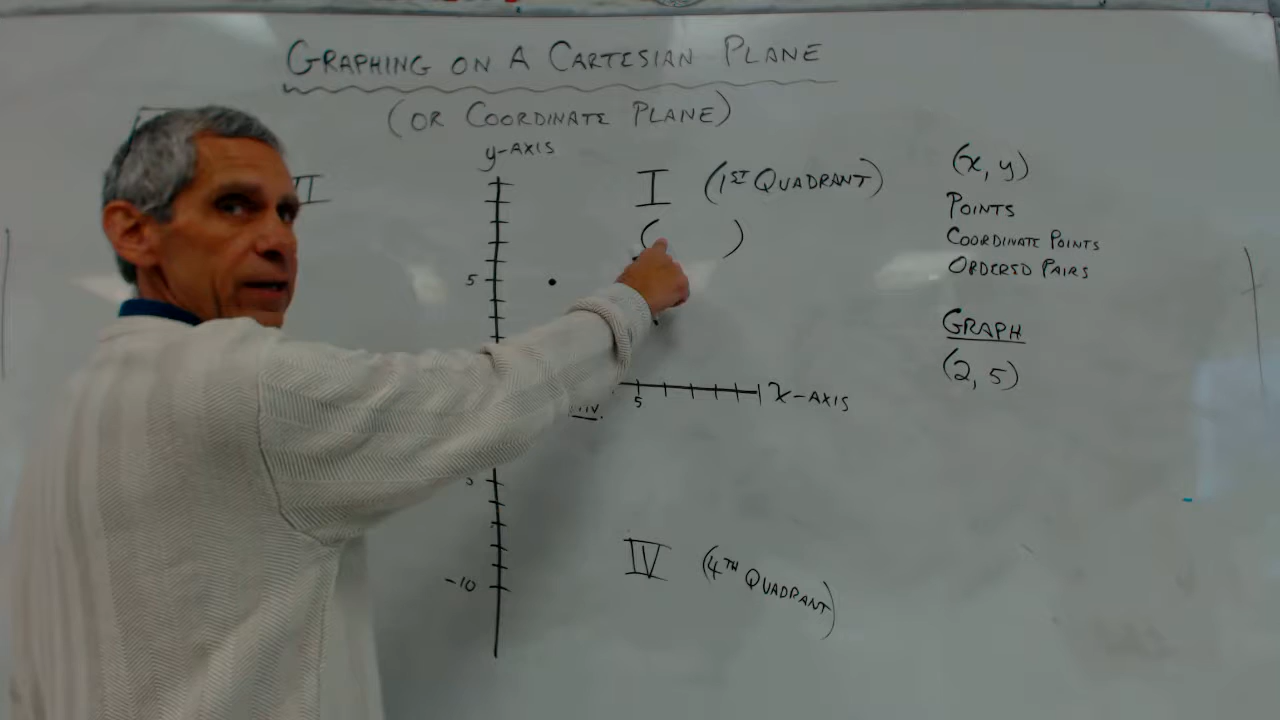 GRAPHING ON A CARTESIAN PLANE
(OR COORDINATE PLANE)
y-AXIS
II
I (1ST QUADRANT)
( )
5
5
x-AXIS
-10
IV (4TH QUADRANT)
(x, y)
POINTS
COORDINATE POINTS
ORDERED PAIRS
GRAPH
(2, 5)